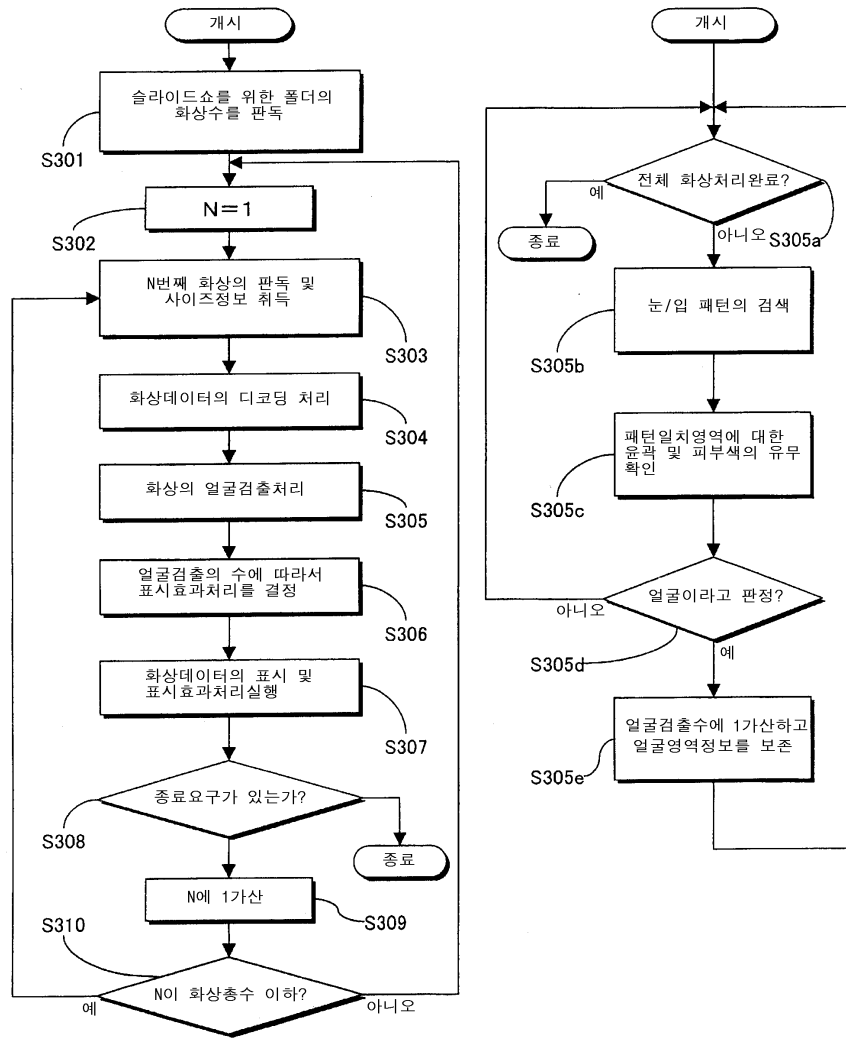 개시
슬라이드쇼를 위한 폴더의
화상수를 판독
S301
N=1
S302
N번째 화상의 판독 및
사이즈정보 취득
S303
화상데이터의 디코딩 처리
S304
화상의 얼굴검출처리
S305
얼굴검출의 수에 따라서
표시효과처리를 결정
S306
화상데이터의 표시 및
표시효과처리실행
S307
종료요구가 있는가?
S308
종료
N에 1가산
S309
S310
N이 화상총수 이하?
예
아니오
개시
전체 화상처리완료?
예
종료
아니오
S305a
눈/입 패턴의 검색
S305b
패턴일치영역에 대한
윤곽 및 피부색의 유무
확인
S305c
얼굴이라고 판정?
아니오
S305d
예
얼굴검출수에 1가산하고
얼굴영역정보를 보존
S305e